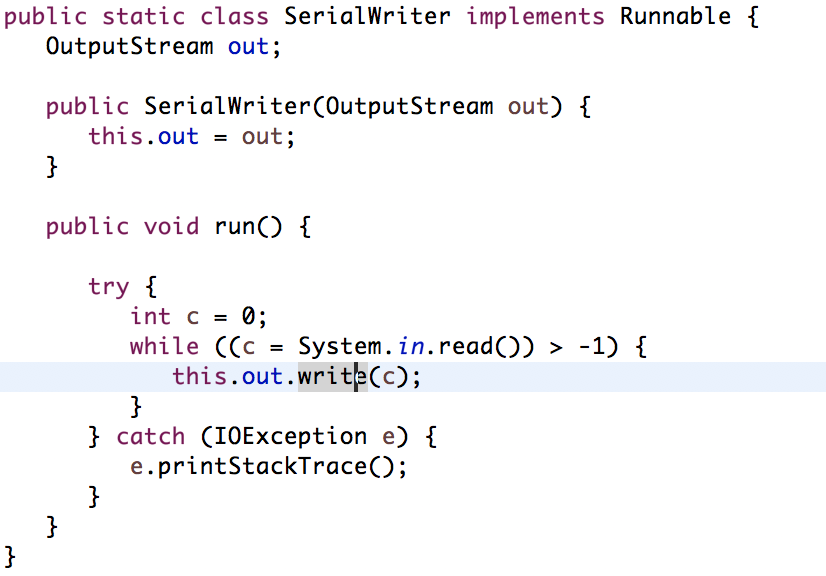 public static class SerialWriter implements Runnable {
   OutputStream out;

   public SerialWriter(OutputStream out) {
      this.out = out;
   }

   public void run() {

      try {
         int c = 0;
         while ((c = System.in.read()) > -1) {
            this.out.write(c);
         }
      } catch (IOException e) {
         e.printStackTrace();
      }
   }
}